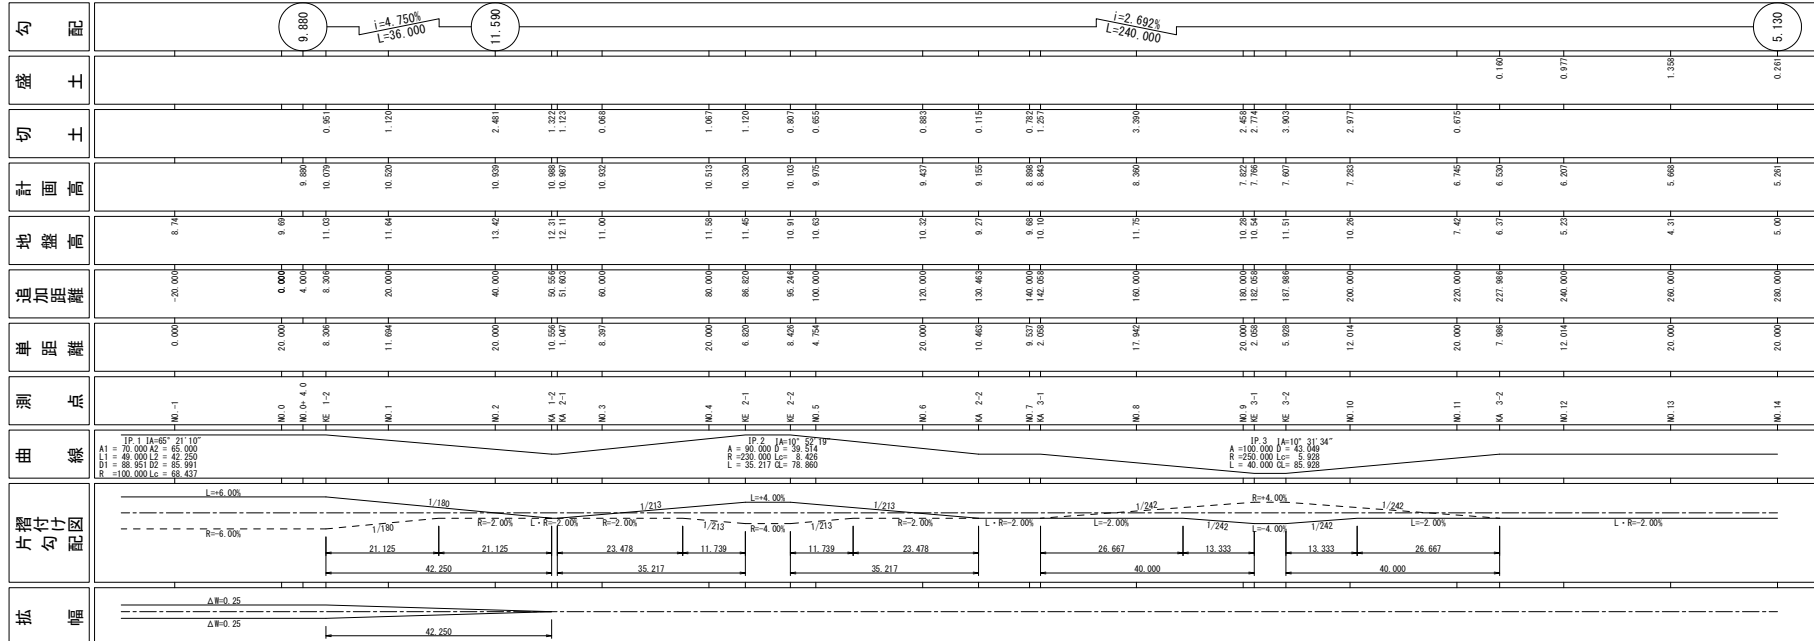 勾配
9.880
i=4.750%
L=36.000
11.590
i=2.692%
L=240.000
5.130
盛土
0.160
0.977
1.358
0.261
切土
0.951
1.120
2.481
1.322
1.123
0.068
1.067
1.120
0.807
0.655
0.883
0.115
0.782
1.257
3.390
2.458
2.774
3.903
2.977
0.675
計画高
9.880
10.079
10.520
10.939
10.988
10.987
10.932
10.513
10.330
10.103
9.975
9.437
9.155
8.898
8.843
8.360
7.822
7.766
7.607
7.283
6.745
6.530
6.207
5.668
5.261
地盤高
8.74
9.69
11.03
11.64
13.42
12.31
12.11
11.00
11.58
11.45
10.91
10.63
10.32
9.27
9.68
10.10
11.75
10.28
10.54
11.51
10.26
7.42
6.37
5.23
4.31
5.00
追加距離
-20.000
0.000
4.000
8.306
20.000
40.000
50.556
51.603
60.000
80.000
86.820
95.246
100.000
120.000
130.463
140.000
142.058
160.000
180.000
182.058
187.986
200.000
220.000
227.986
240.000
260.000
280.000
単距離
0.000
20.000
8.306
11.694
20.000
10.556
1.047
8.397
20.000
6.820
8.426
4.754
20.000
10.463
9.537
2.058
17.942
20.000
2.058
5.928
12.014
20.000
7.986
12.014
20.000
20.000
測点
NO.-1
NO.0
NO.0+ 4.0
KE 1-2
NO.1
NO.2
KA 1-2
KA 2-1
NO.3
NO.4
KE 2-1
KE 2-2
NO.5
NO.6
KA 2-2
NO.7
KA 3-1
NO.8
NO.9
KE 3-1
KE 3-2
NO.10
NO.11
KA 3-2
NO.12
NO.13
NO.14
曲線
IP.1 IA=65° 21'10"
A1 = 70.000 A2 = 65.000
L1 = 49.000 L2 = 42.250
D1 = 88.951 D2 = 85.991
R =100.000 Lc = 68.437
IP.2 IA=10° 52'19"
A = 90.000 D = 39.514
R =230.000 Lc= 8.426
L = 35.217 CL= 78.860
IP.3 IA=10° 31'34"
A =100.000 D = 43.049
R =250.000 Lc= 5.928
L = 40.000 CL= 85.928
片勾配摺付け図
L=+6.00%
1/180
1/213
L=+4.00%
1/213
1/242
R=+4.00%
1/242
R=-6.00%
1/180
R=-2.00%
L・R=-2.00%
R=-2.00%
1/213
R=-4.00%
1/213
R=-2.00%
L・R=-2.00%
L=-2.00%
1/242
L=-4.00%
1/242
L=-2.00%
L・R=-2.00%
21.125
21.125
23.478
11.739
11.739
23.478
26.667
13.333
13.333
26.667
42.250
35.217
35.217
40.000
40.000
拡幅
ΔW=0.25
ΔW=0.25
42.250